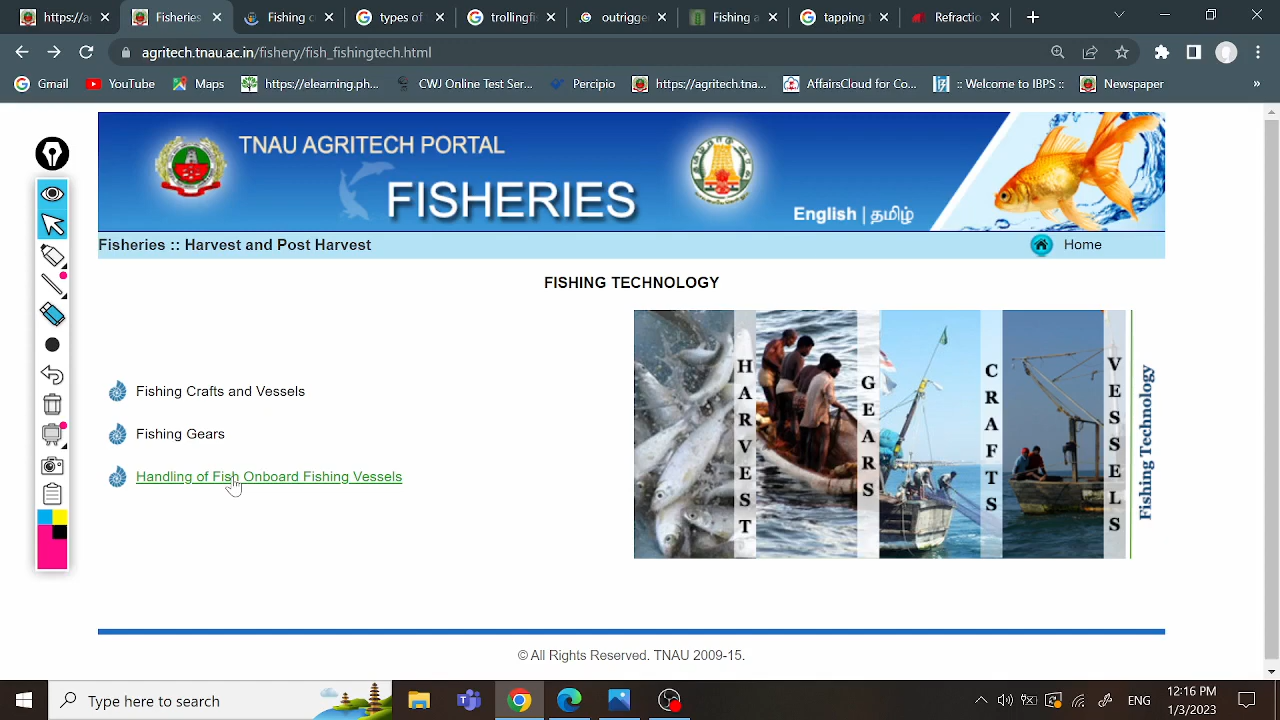 https://a
Fisheries
Fishing c
types of
trollingfi
outrigge
Fishing a
tapping t
Refractio
agritech.tnau.ac.in/fishery/fish_fishingtech.html
Gmail
YouTube
Maps
https://elearning.ph...
CWJ Online Test Ser...
Percipio
https://agritech.tna...
AffairsCloud for Co...
:: Welcome to IBPS ::
Newspaper
»
TNAU AGRITECH PORTAL
FISHERIES
English | தமிழ்
Fisheries :: Harvest and Post Harvest
Home
FISHING TECHNOLOGY
Fishing Crafts and Vessels
Fishing Gears
Handling of Fish Onboard Fishing Vessels
HARVEST
GEARS
CRAFTS
VESSELS
Fishing Technology
© All Rights Reserved. TNAU 2009-15.
Type here to search
ENG
12:16 PM
1/3/2023